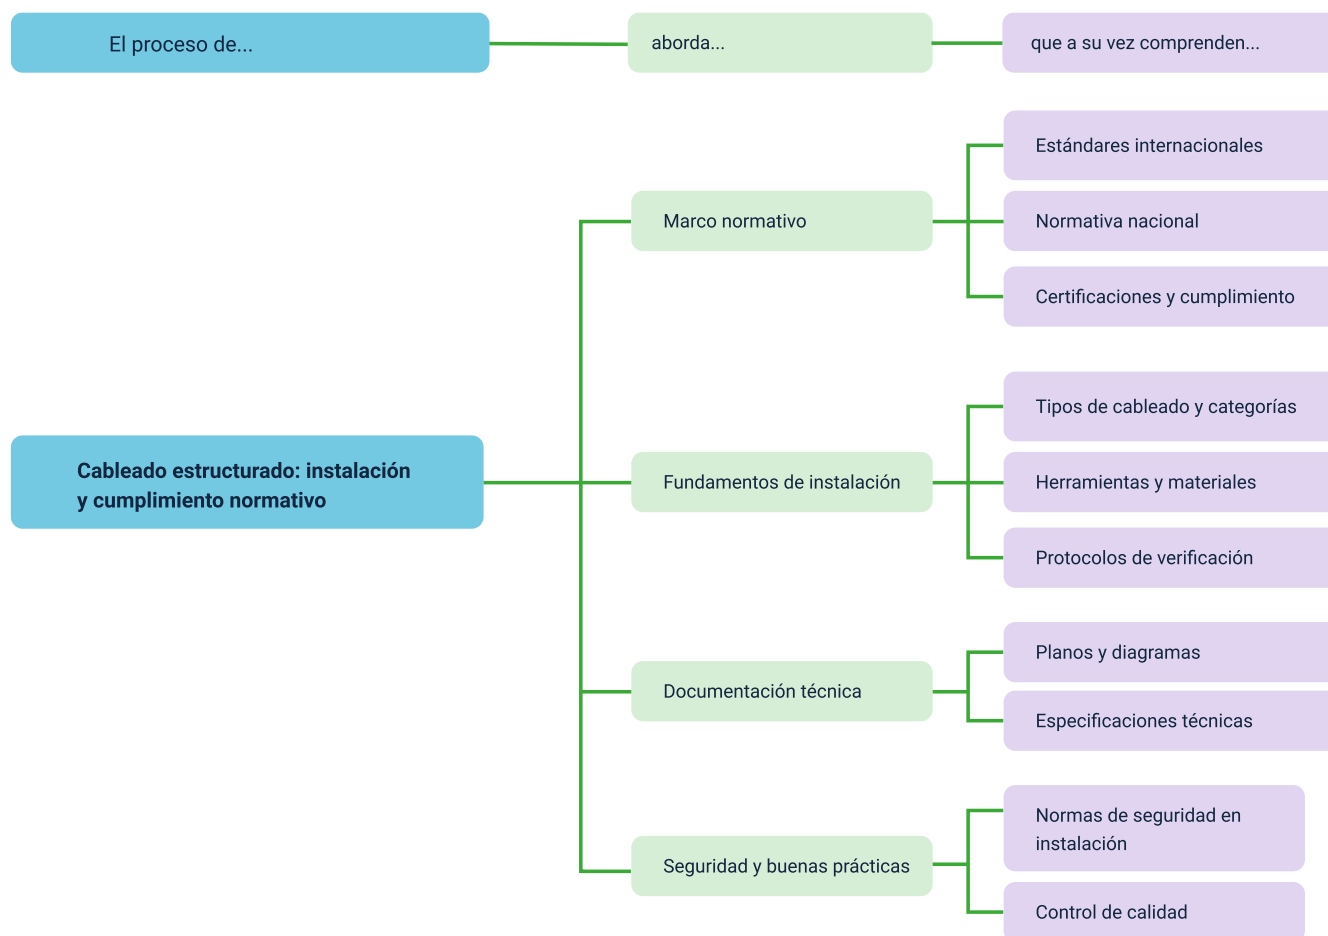 El proceso de...
aborda...
que a su vez comprenden...
Estándares internacionales
Marco normativo
Normativa nacional
Certificaciones y cumplimiento
Tipos de cableado y categorías
Cableado estructurado: instalación
y cumplimiento normativo
Fundamentos de instalación
Herramientas y materiales
Protocolos de verificación
Planos y diagramas
Documentación técnica
Especificaciones técnicas
Normas de seguridad en
instalación
Seguridad y buenas prácticas
Control de calidad